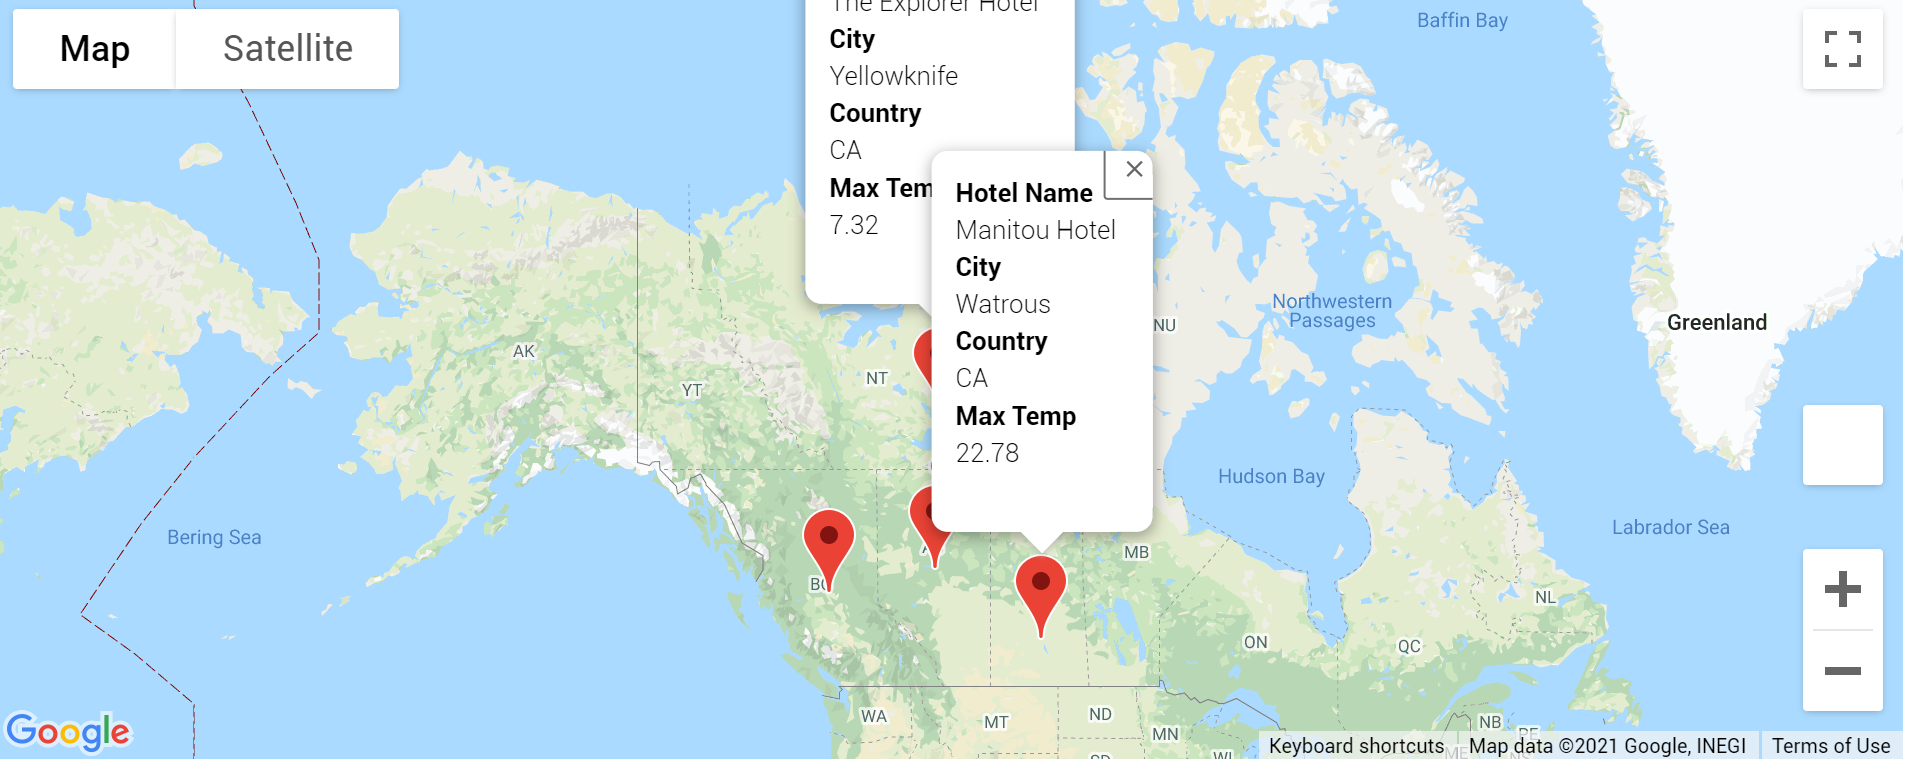 Map
Satellite
The Explorer Hotel
City
Yellowknife
Country
CA
Max Tem
7.32
Hotel Name
Manitou Hotel
City
Watrous
Country
CA
Max Temp
22.78
Baffin Bay
Northwestern
Passages
Greenland
NU
AK
YT
NT
Hudson Bay
Labrador Sea
Bering Sea
MB
BC
NL
ON
QC
WA
MT
ND
MN
NB
PE
ME
SD
WI
Google
Keyboard shortcuts
Map data ©2021 Google, INEGI
Terms of Use